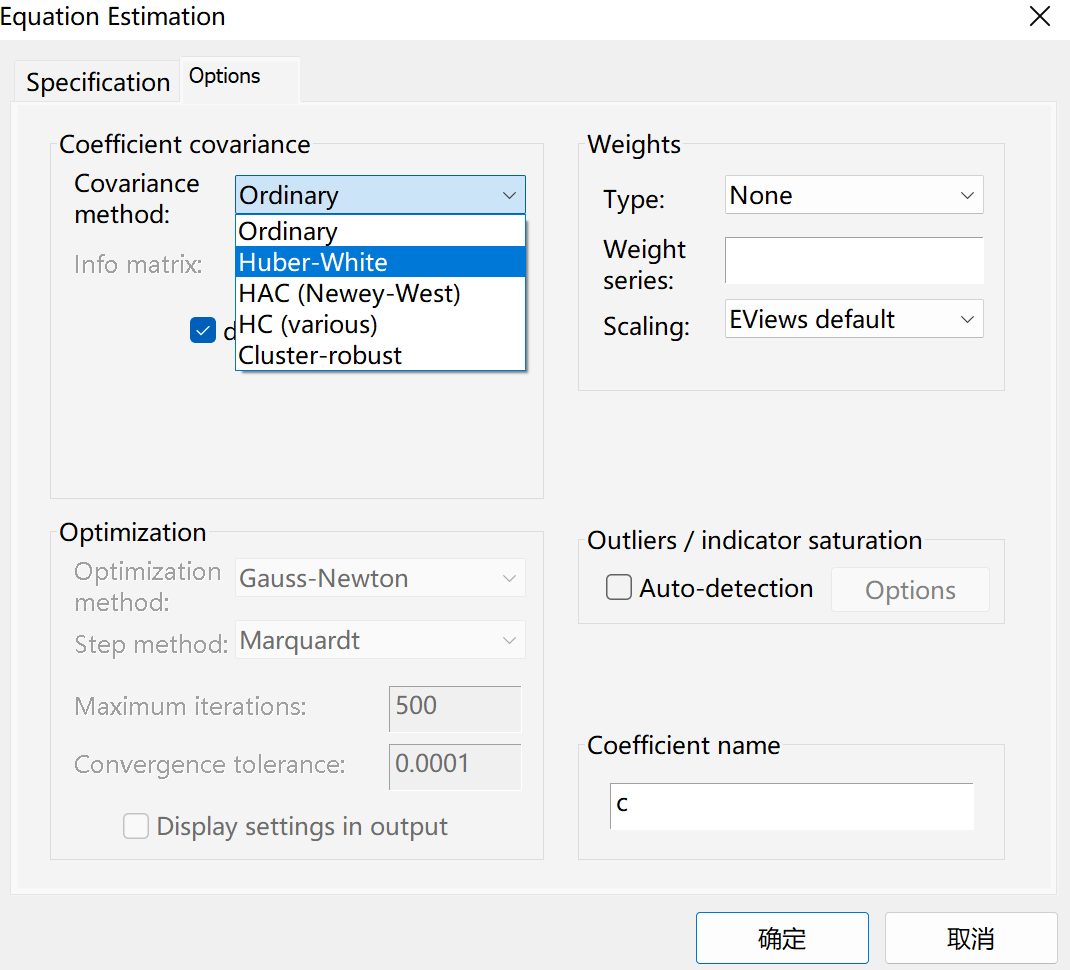 Equation Estimation
Specification
Options
Coefficient covariance
Covariance
method:
Ordinary
Ordinary
Huber-White
HAC (Newey-West)
HC (various)
Cluster-robust
Info matrix:
d
Weights
Type:
None
Weight
series:
Scaling:
EViews default
Optimization
Optimization
method:
Gauss-Newton
Step method:
Marquardt
Maximum iterations:
500
Convergence tolerance:
0.0001
Display settings in output
Outliers / indicator saturation
Auto-detection
Options
Coefficient name
c
确定
取消